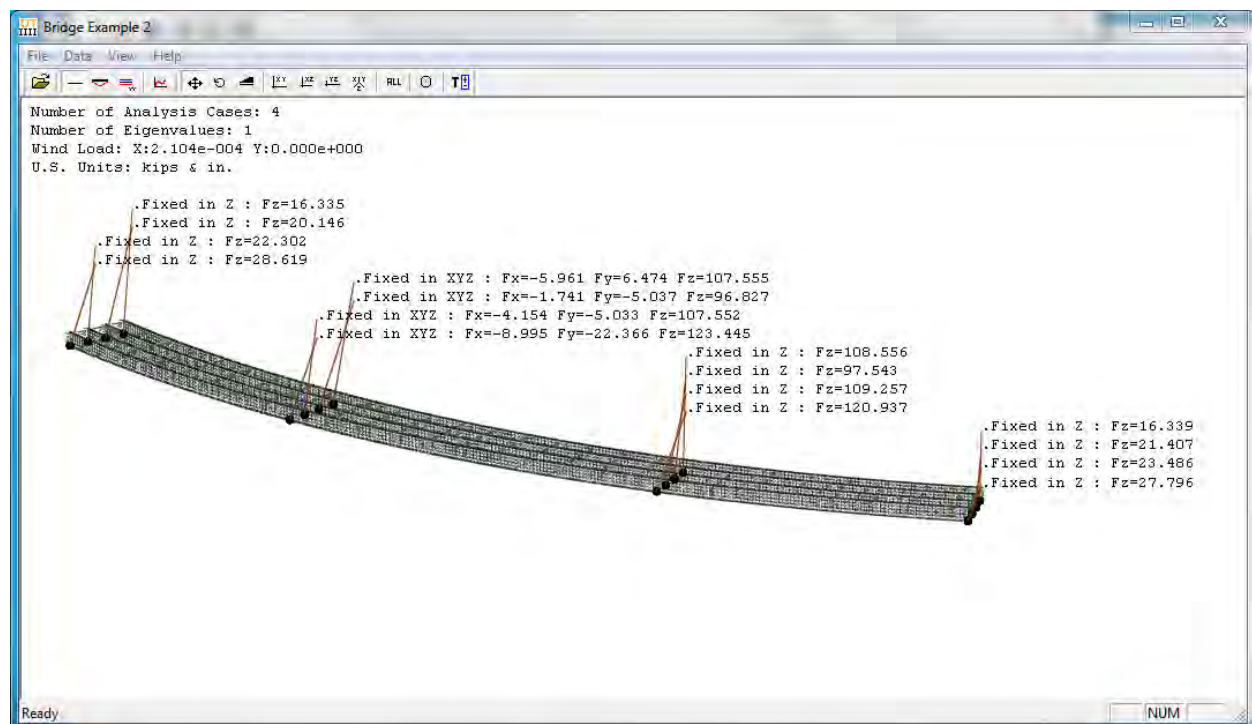 Bridge Example 2
File Data View Help
XY XZ YZ XYZ ALL T
Number of Analysis Cases: 4
Number of Eigenvalues: 1
Wind Load: X:2.104e-004 Y:0.000e+000
U.S. Units: kips & in.
.Fixed in Z : Fz=16.335
.Fixed in Z : Fz=20.146
.Fixed in Z : Fz=22.302
.Fixed in Z : Fz=28.619
.Fixed in XYZ : Fx=-5.961 Fy=6.474 Fz=107.555
.Fixed in XYZ : Fx=-1.741 Fy=-5.037 Fz=96.827
.Fixed in XYZ : Fx=-4.154 Fy=-5.033 Fz=107.552
.Fixed in XYZ : Fx=-8.995 Fy=-22.366 Fz=123.445
.Fixed in Z : Fz=108.556
.Fixed in Z : Fz=97.543
.Fixed in Z : Fz=109.257
.Fixed in Z : Fz=120.937
.Fixed in Z : Fz=16.339
.Fixed in Z : Fz=21.407
.Fixed in Z : Fz=23.486
.Fixed in Z : Fz=27.796
Ready
NUM